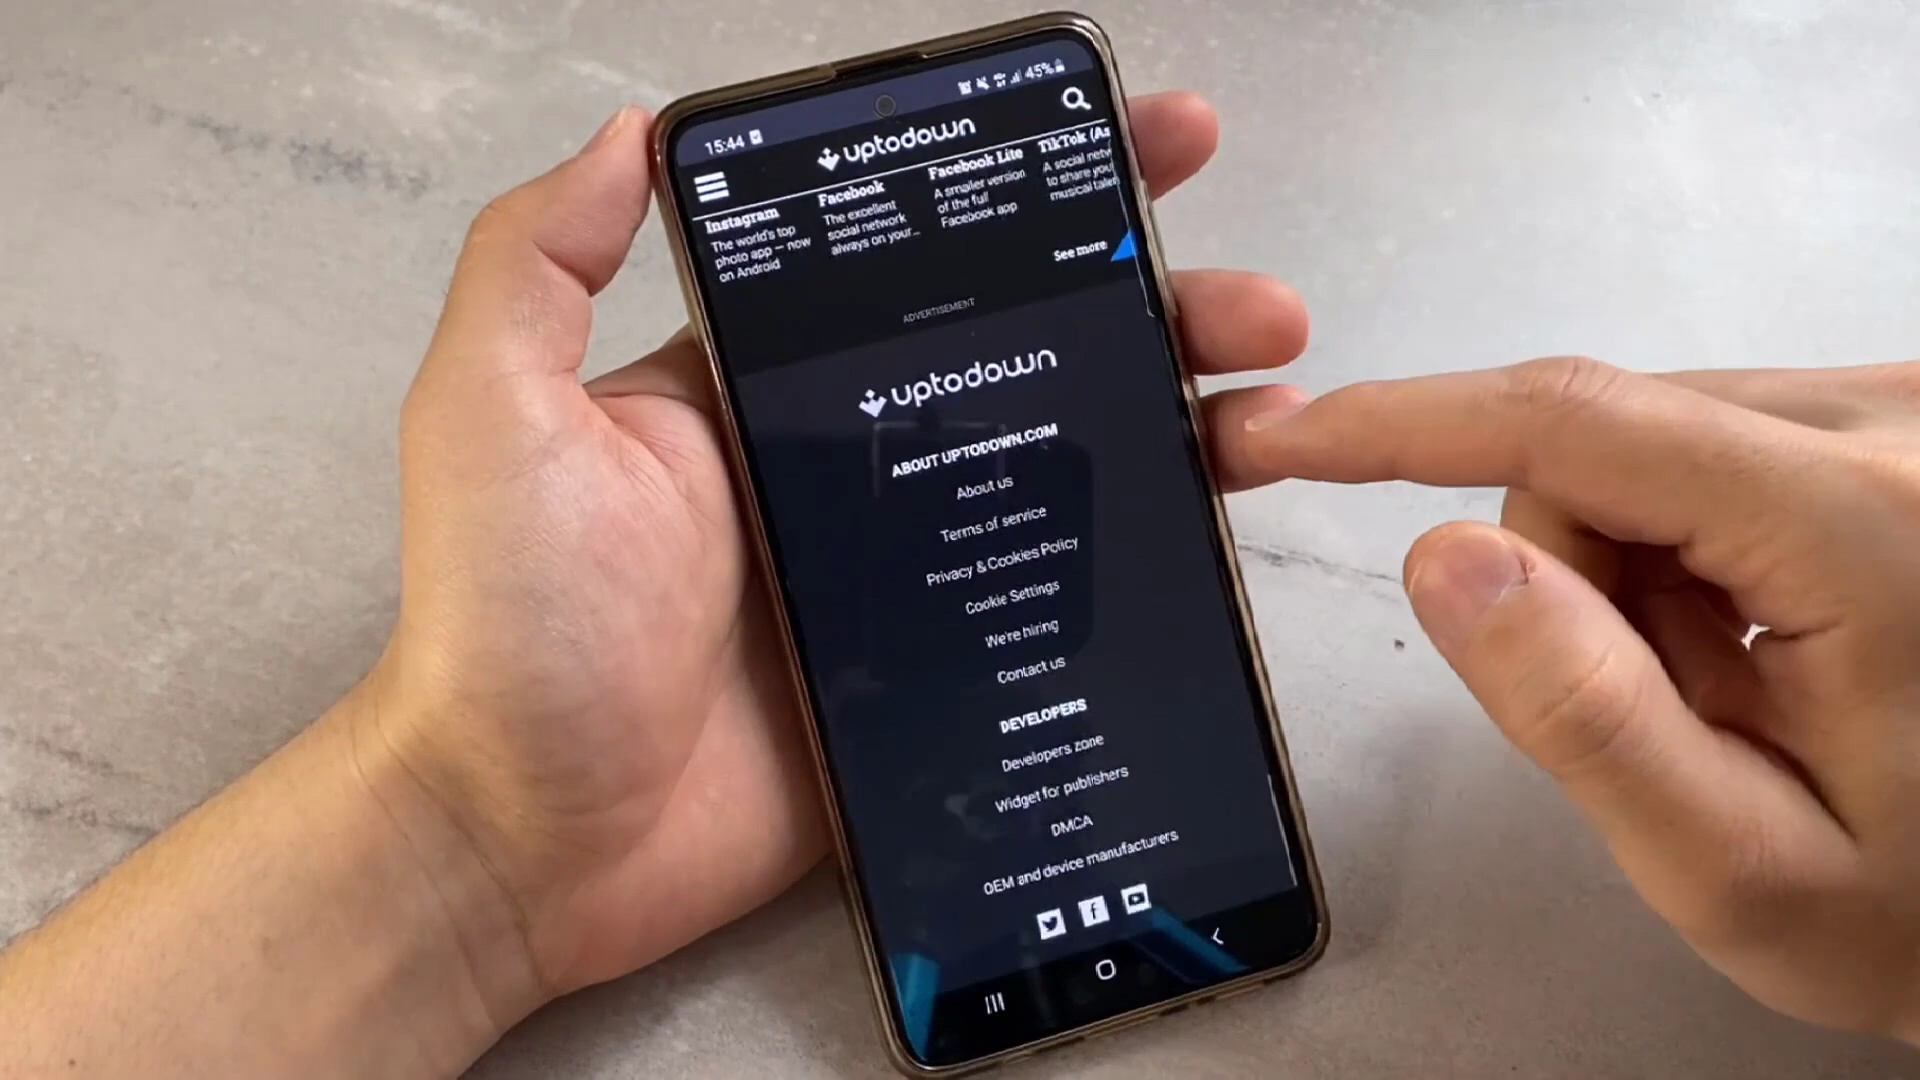 15:44
45%
uptodown
Instagram
The world's top
photo app – now
on Android
Facebook
The excellent
social network
always on your...
Facebook Lite
A smaller version
of the full
Facebook app
TikTok (As
A social netw
to share you
musical talen
See more
ADVERTISEMENT
uptodown
ABOUT UPTODOWN.COM
About us
Terms of service
Privacy & Cookies Policy
Cookie Settings
We're hiring
Contact us
DEVELOPERS
Developers zone
Widget for publishers
DMCA
OEM and device manufacturers